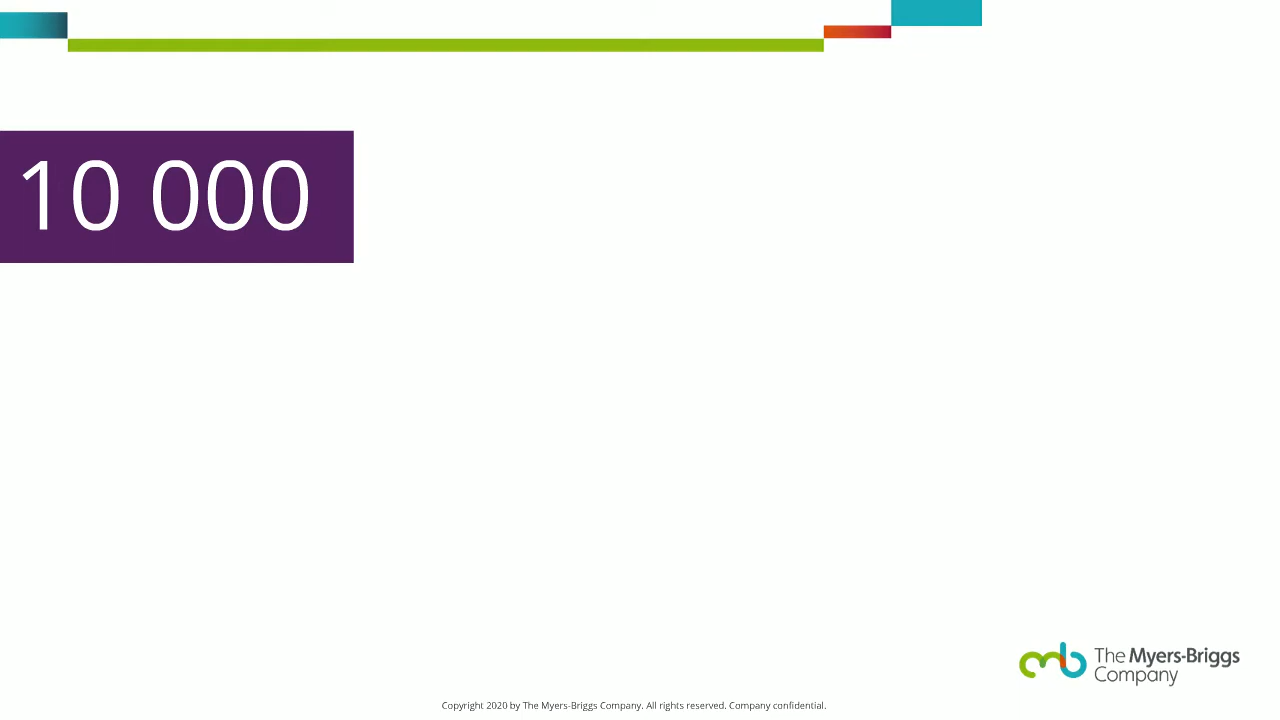 10 000
The Myers-Briggs
Company
Copyright 2020 by The Myers-Briggs Company. All rights reserved. Company confidential.